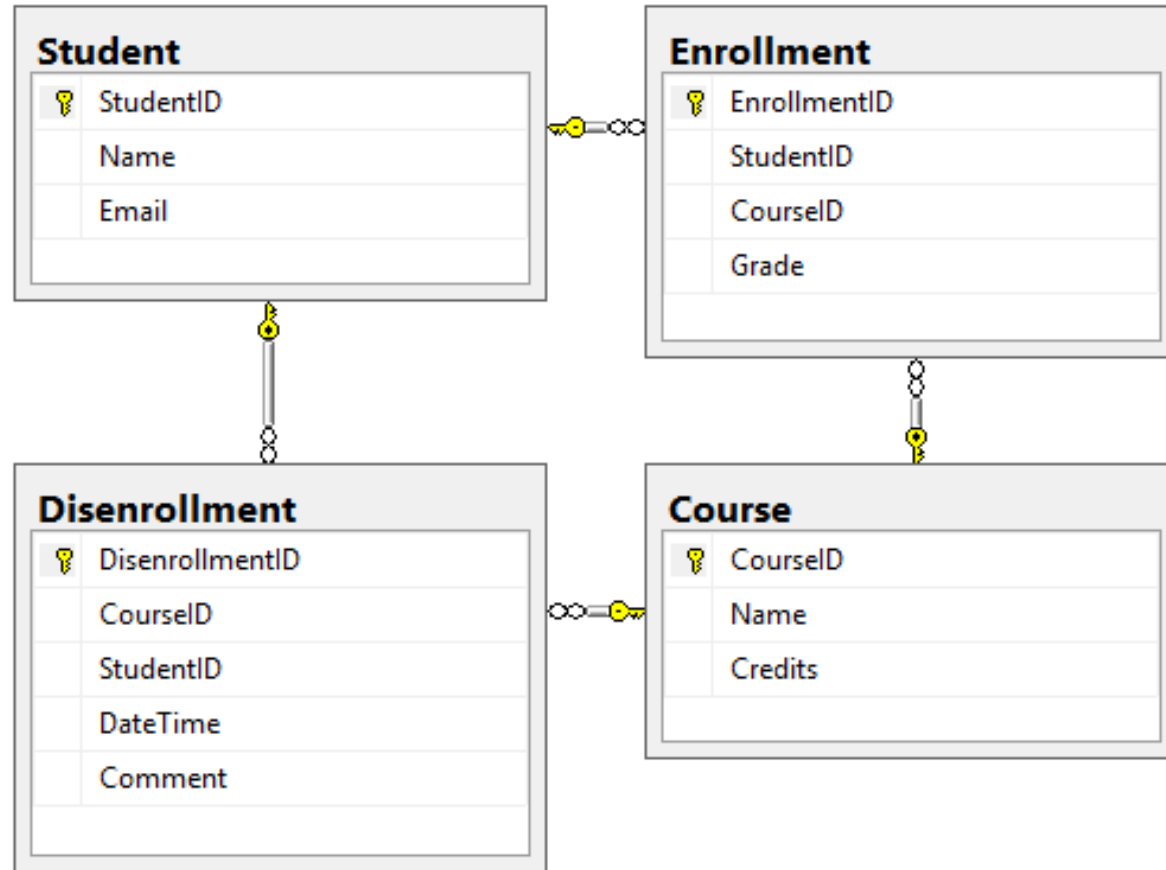 Student
StudentID
Name
Email
Enrollment
EnrollmentID
StudentID
CourseID
Grade
Disenrollment
DisenrollmentID
CourseID
StudentID
DateTime
Comment
Course
CourseID
Name
Credits